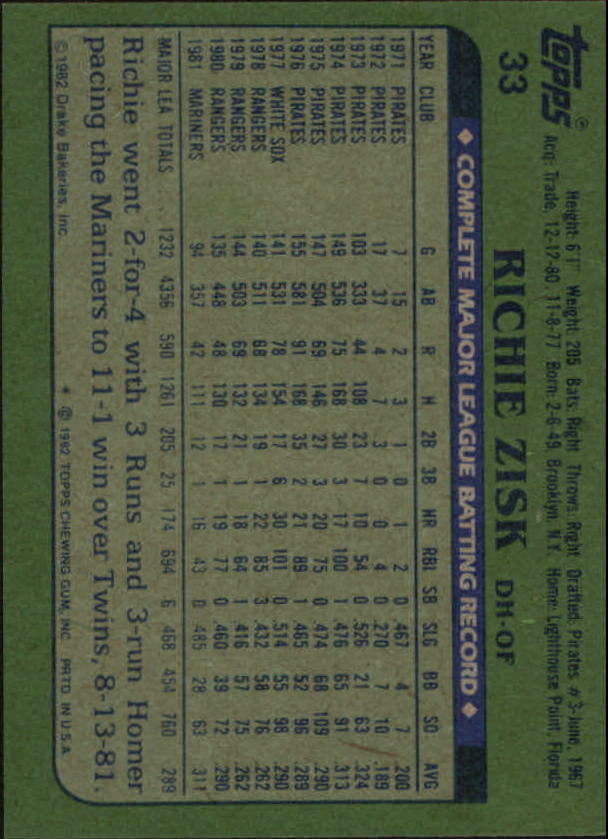 topps®
Height: 6'1" Weight: 205 Bats: Right Throws: Right Drafted: Pirates #3-June, 1967
Acq: Trade, 12-12-80 11-8-77 Born: 2-6-49, Brooklyn, N.Y. Home: Lighthouse Point, Florida
33 RICHIE ZISK DH-OF
◆ COMPLETE MAJOR LEAGUE BATTING RECORD ◆
YEAR CLUB G AB R H 2B 3B HR RBI SB SLG BB SO AVG
1971 PIRATES 7 15 2 3 1 0 1 2 0 .467 4 7 .200
1972 PIRATES 17 37 4 7 3 0 0 4 0 .270 7 10 .189
1973 PIRATES 103 333 44 108 23 7 10 54 0 .526 21 63 .324
1974 PIRATES 149 536 75 168 30 3 17 100 1 .476 65 91 .313
1975 PIRATES 147 504 69 146 27 3 20 75 0 .474 68 109 .290
1976 PIRATES 155 581 91 168 35 2 21 89 1 .465 52 96 .289
1977 WHITE SOX 141 531 78 154 17 6 30 101 0 .514 55 98 .290
1978 RANGERS 140 511 68 134 19 1 22 85 3 .432 58 76 .262
1979 RANGERS 144 503 69 132 21 1 18 64 1 .416 57 75 .262
1980 RANGERS 135 448 48 130 17 1 19 77 0 .460 39 72 .290
1981 MARINERS 94 357 42 111 12 1 16 43 0 .485 28 63 .311
MAJOR LEA TOTALS .... 1232 4356 590 1261 205 25 174 694 6 .468 454 760 .289
Richie went 2-for-4 with 3 Runs and 3-run Homer
pacing the Mariners to 11-1 win over Twins, 8-13-81.
© 1982 Drake Bakeries, Inc. * © 1982 TOPPS CHEWING GUM, INC. PRTD. IN U.S.A.